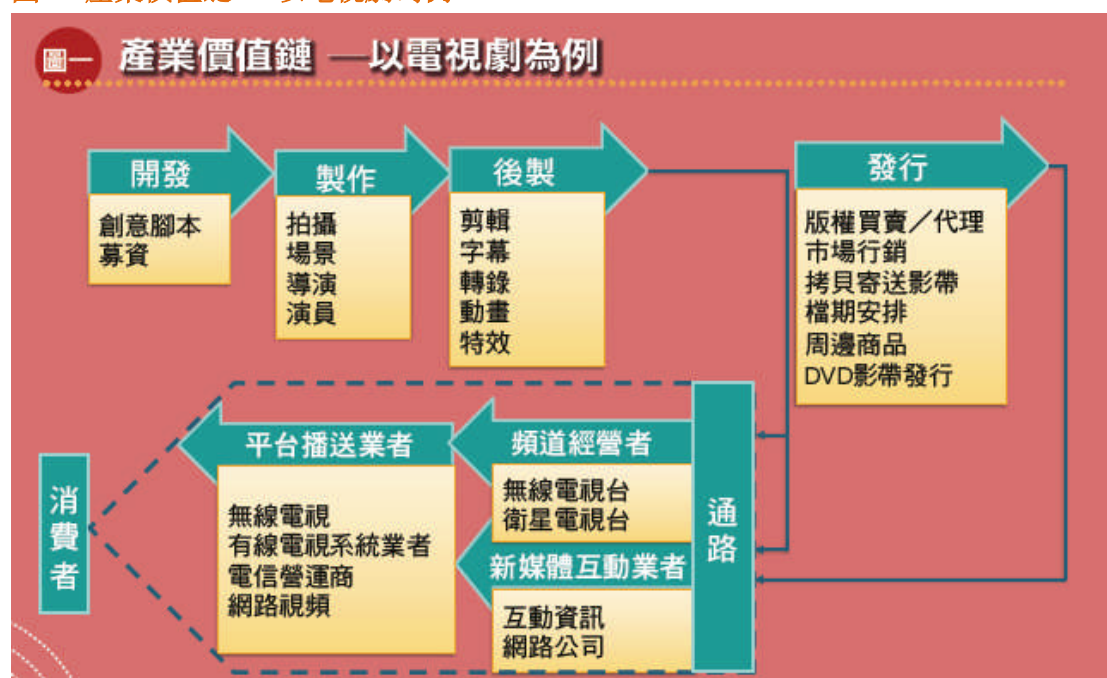 圖一
產業價值鏈 —以電視劇為例
開發
創意腳本
募資
製作
拍攝
場景
導演
演員
後製
剪輯
字幕
轉錄
動畫
特效
發行
版權買賣／代理
市場行銷
拷貝寄送影帶
檔期安排
周邊商品
DVD影帶發行
通路
頻道經營者
無線電視台
衛星電視台
新媒體互動業者
互動資訊
網路公司
平台播送業者
無線電視
有線電視系統業者
電信營運商
網路視頻
消費者